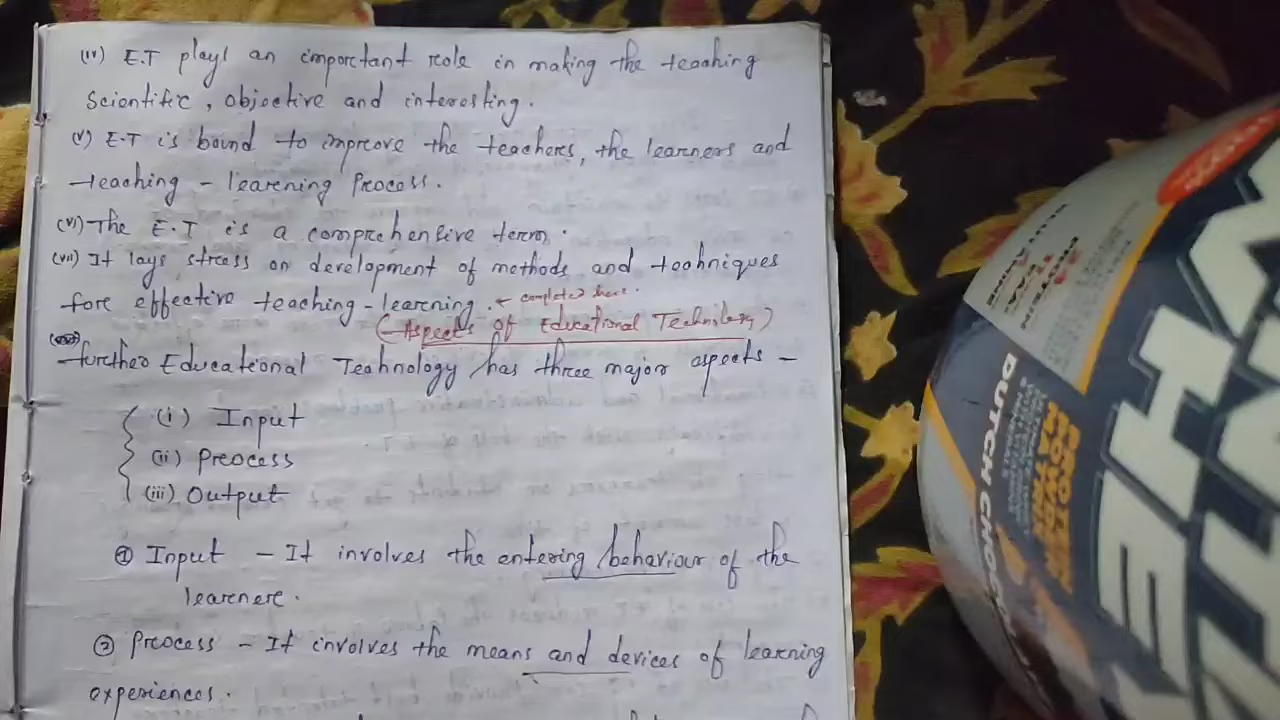 (iv) E.T plays an important role in making the teaching
Scientific, objective and interesting.
(v) E.T is bound to improve the teachers, the learners and
teaching - learning Process.
(vi) The E.T is a comprehensive term.
(vii) It lays stress on development of methods and techniques
for effective teaching - learning. ← completed here.
(Aspects of Educational Technology)
further Educational Technology has three major aspects -
(i) Input
(ii) Process
(iii) Output
① Input - It involves the entering behaviour of the
learner.
② Process - It involves the means and devices of learning
experiences.
WHE
DUTCH CHOCO